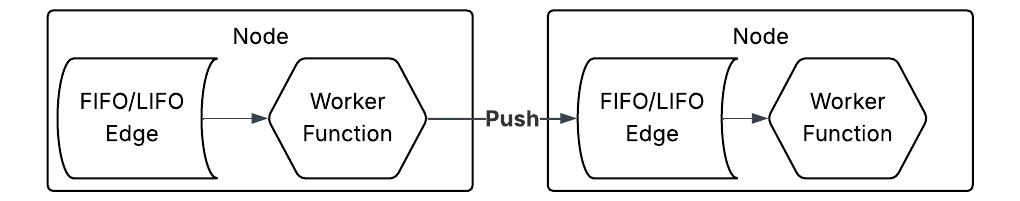 Node
FIFO/LIFO
Edge
Worker
Function
Push
Node
FIFO/LIFO
Edge
Worker
Function